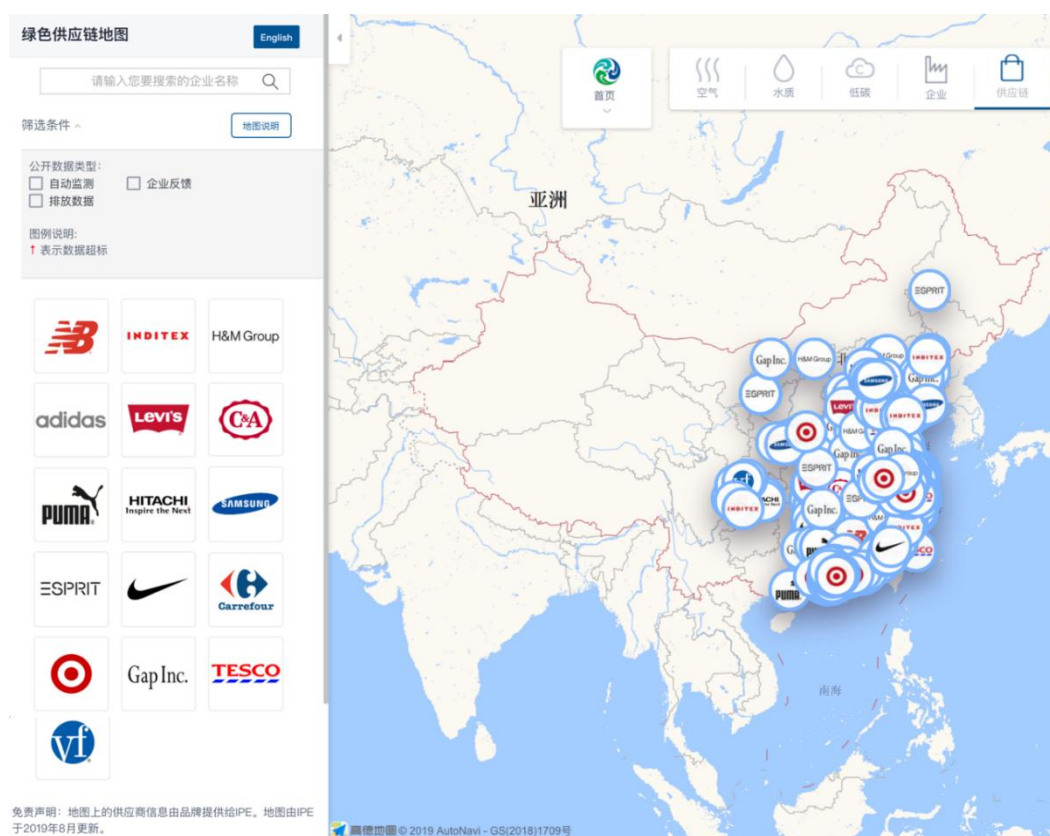 绿色供应链地图
English
请输入您要搜索的企业名称
筛选条件
地图说明
公开数据类型:
自动监测
企业反馈
排放数据
图例说明:
↑ 表示数据超标
NB
INDITEX
H&M Group
adidas
LEVI'S
C&A
PUMA
HITACHI
Inspire the Next
SAMSUNG
ESPRIT
Carrefour
Gap Inc.
TESCO
vf
免责声明：地图上的供应商信息由品牌提供给IPE。地图由IPE
于2019年8月更新。
首页
空气
水质
低碳
企业
供应链
亚洲
ESPRIT
Gap Inc.
H&M Group
INDITEX
ESPRIT
SAMSUNG
INDITEX
ESPRIT
Gap Inc.
INDITEX
Gap Inc.
PUMA
南海
高德地图 © 2019 AutoNavi - GS(2018)1709号